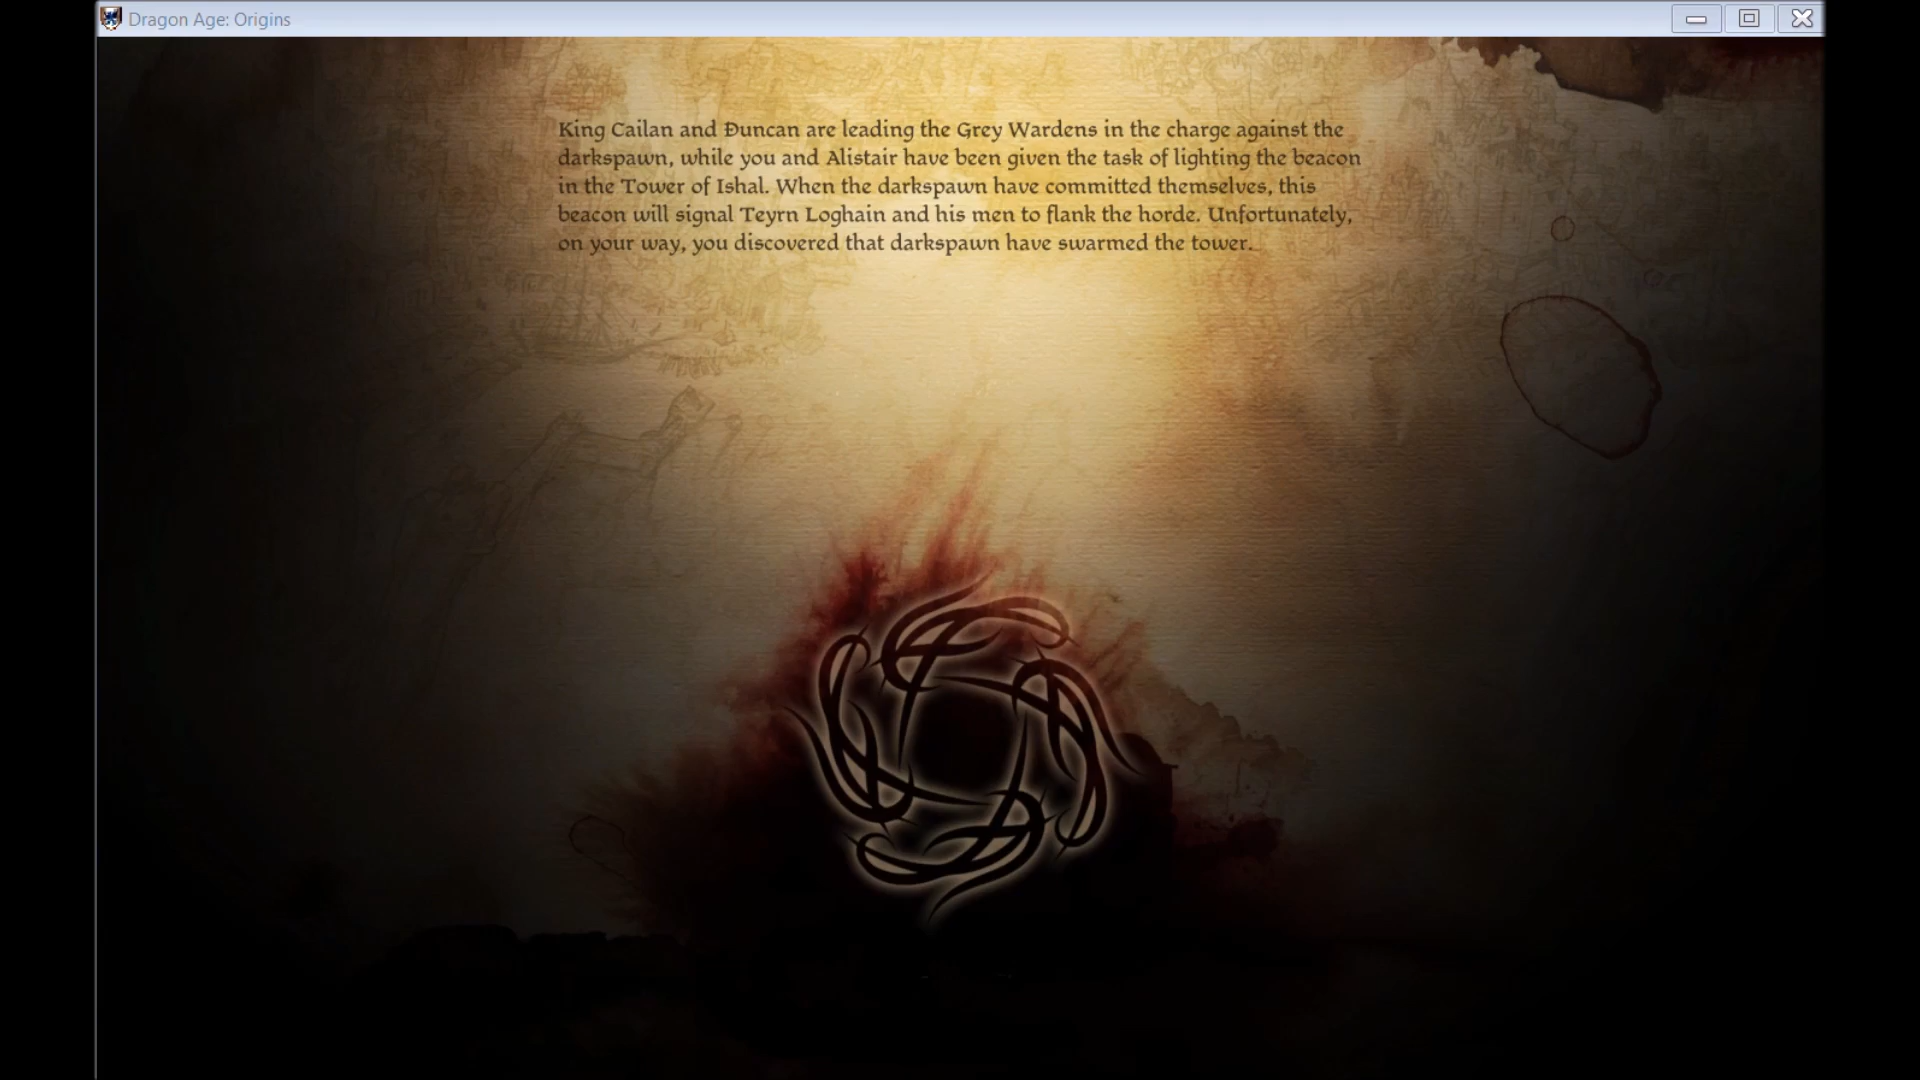 Dragon Age: Origins
King Cailan and Duncan are leading the Grey Wardens in the charge against the
darkspawn, while you and Alistair have been given the task of lighting the beacon
in the Tower of Ishal. When the darkspawn have committed themselves, this
beacon will signal Teyrn Loghain and his men to flank the horde. Unfortunately,
on your way, you discovered that darkspawn have swarmed the tower.